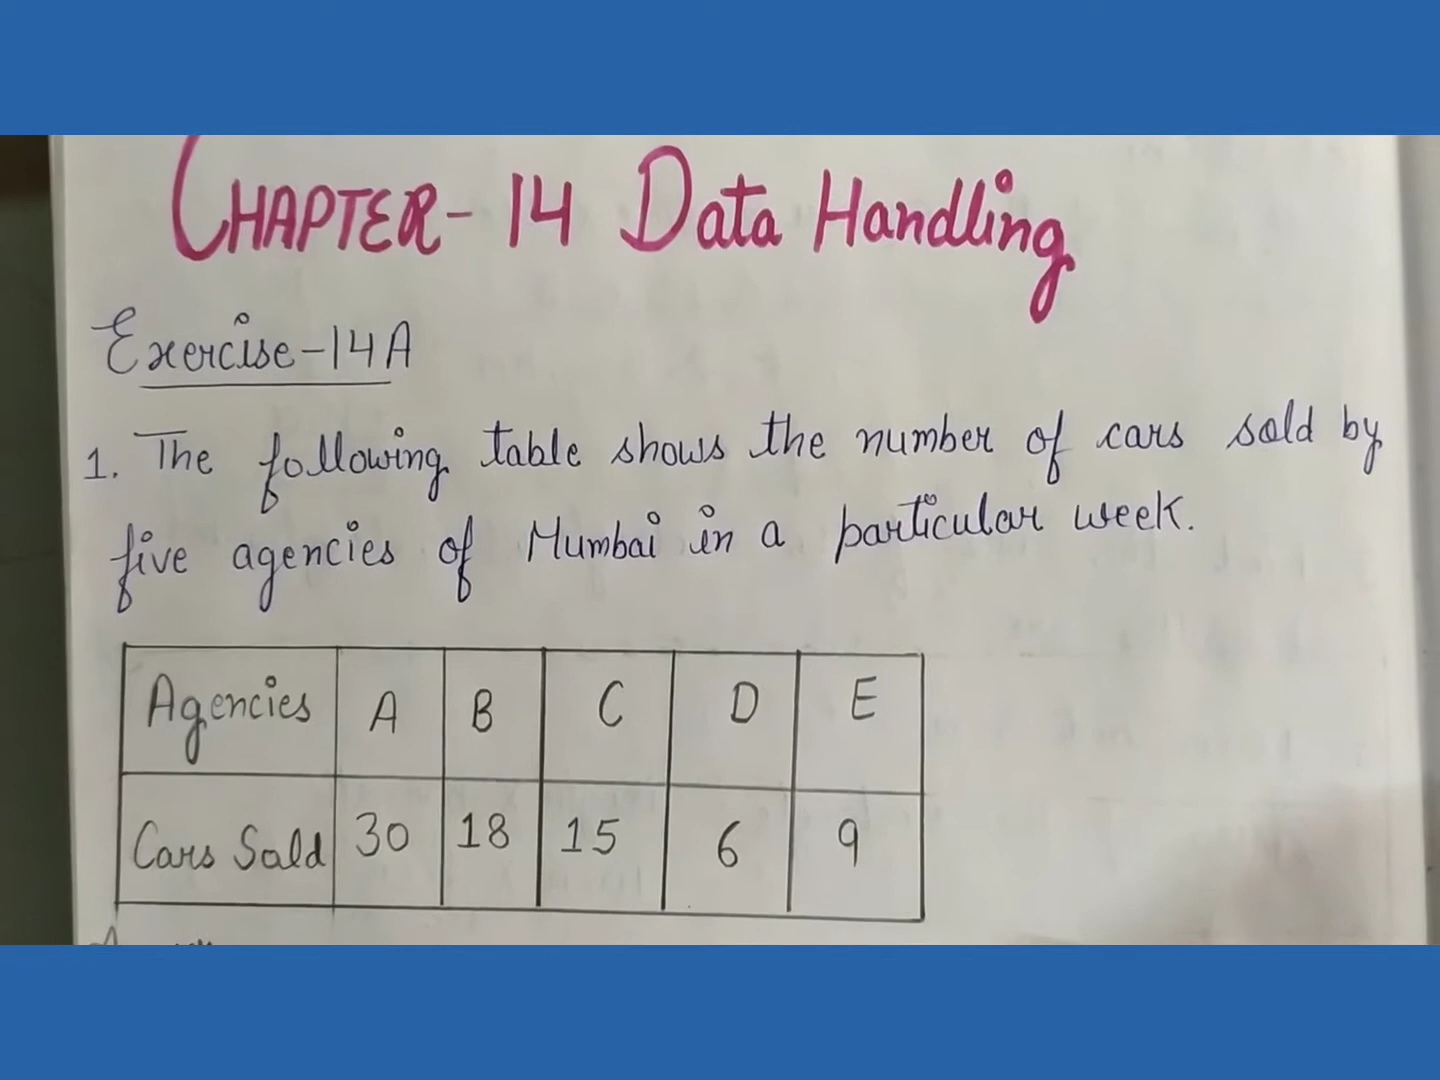 CHAPTER-14 Data Handling
Exercise-14A
1. The following table shows the number of cars sold by
five agencies of Mumbai in a particular week.
Agencies A B C D E
Cars Sold 30 18 15 6 9